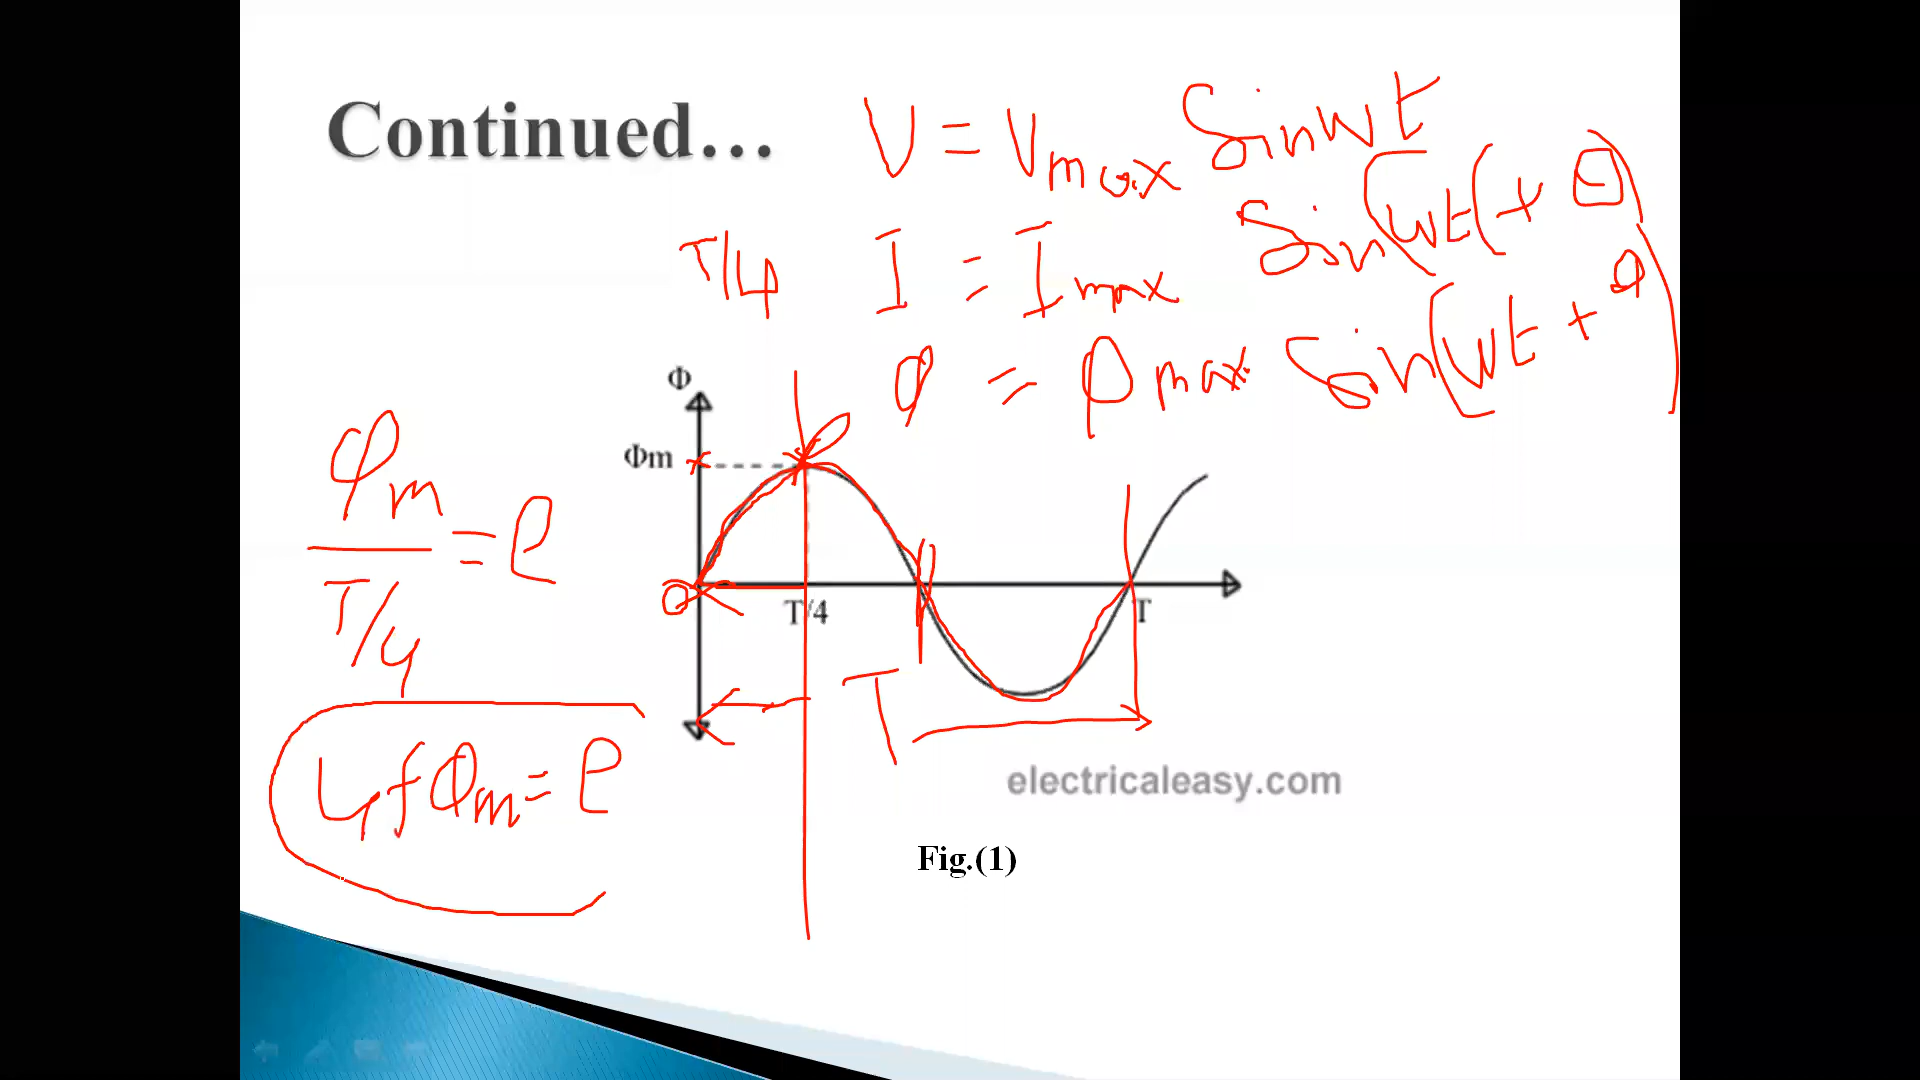 Continued...
V = Vmax Sinwt
T/4
I = Imax Sin(wt(+ θ)
φ = φmax. Sin(wt + φ)
Φ
Φm
φm
T/4
= e
0
T/4
T
T
4fφm = e
electricaleasy.com
Fig.(1)